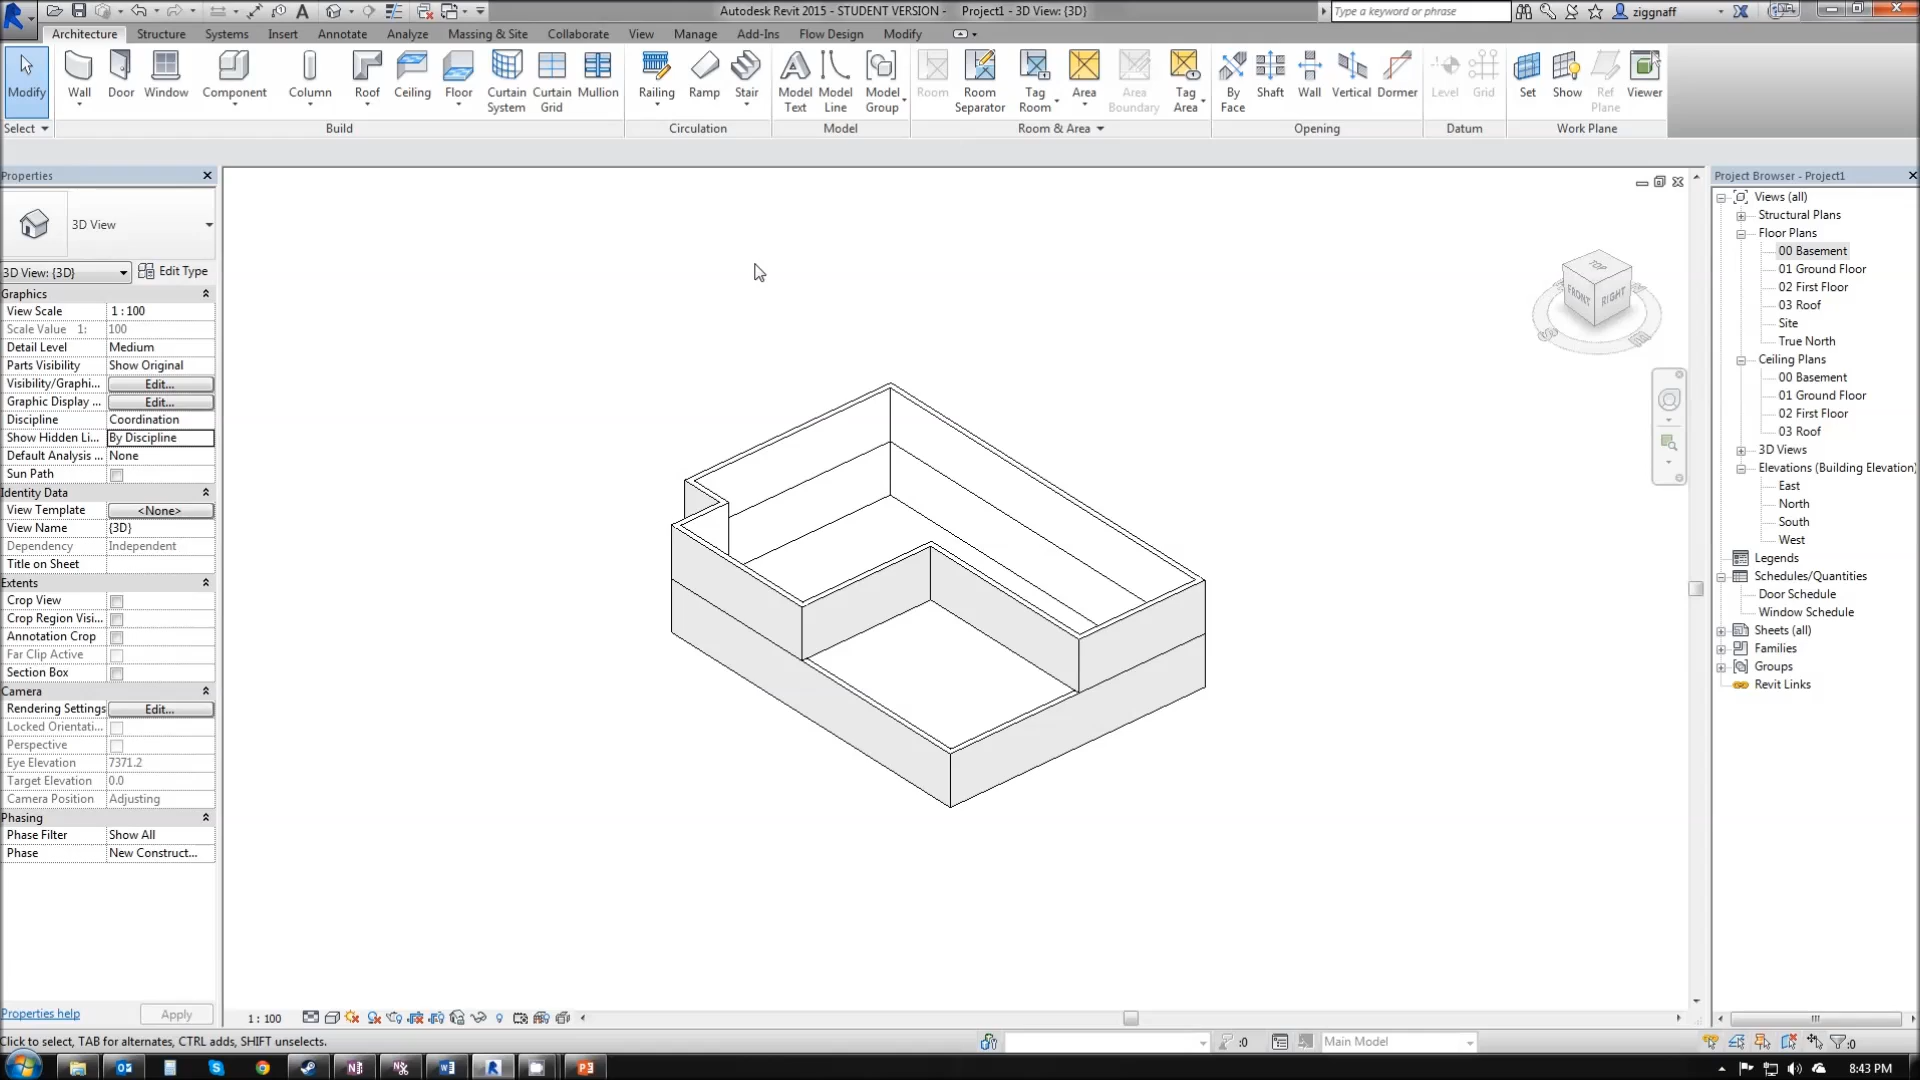 Autodesk Revit 2015 - STUDENT VERSION - Project1 - 3D View: {3D}
Type a keyword or phrase
ziggnaff
Architecture Structure Systems Insert Annotate Analyze Massing & Site Collaborate View Manage Add-Ins Flow Design Modify
Modify Wall Door Window Component Column Roof Ceiling Floor Curtain System Curtain Grid Mullion Railing Ramp Stair Model Text Model Line Model Group Room Room Separator Tag Room Area Area Boundary Tag Area By Face Shaft Wall Vertical Dormer Level Grid Set Show Ref Plane Viewer
Select Build Circulation Model Room & Area Opening Datum Work Plane
Properties
3D View
3D View: {3D} Edit Type
Graphics
View Scale 1 : 100
Scale Value 1: 100
Detail Level Medium
Parts Visibility Show Original
Visibility/Graphi... Edit...
Graphic Display ... Edit...
Discipline Coordination
Show Hidden Li... By Discipline
Default Analysis ... None
Sun Path
Identity Data
View Template <None>
View Name {3D}
Dependency Independent
Title on Sheet
Extents
Crop View
Crop Region Visi...
Annotation Crop
Far Clip Active
Section Box
Camera
Rendering Settings Edit...
Locked Orientati...
Perspective
Eye Elevation 7371.2
Target Elevation 0.0
Camera Position Adjusting
Phasing
Phase Filter Show All
Phase New Construct...
Properties help Apply
TOP
FRONT RIGHT
Project Browser - Project1
Views (all)
Structural Plans
Floor Plans
00 Basement
01 Ground Floor
02 First Floor
03 Roof
Site
True North
Ceiling Plans
00 Basement
01 Ground Floor
02 First Floor
03 Roof
3D Views
Elevations (Building Elevation)
East
North
South
West
Legends
Schedules/Quantities
Door Schedule
Window Schedule
Sheets (all)
Families
Groups
Revit Links
1 : 100
Click to select, TAB for alternates, CTRL adds, SHIFT unselects.
:0
Main Model
:0
8:43 PM